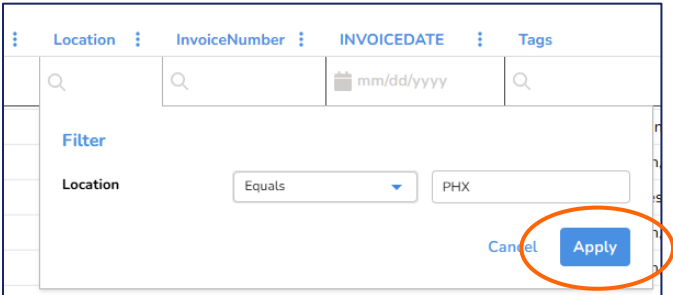 Location InvoiceNumber INVOICEDATE Tags
mm/dd/yyyy
Filter
Location Equals PHX
Cancel Apply